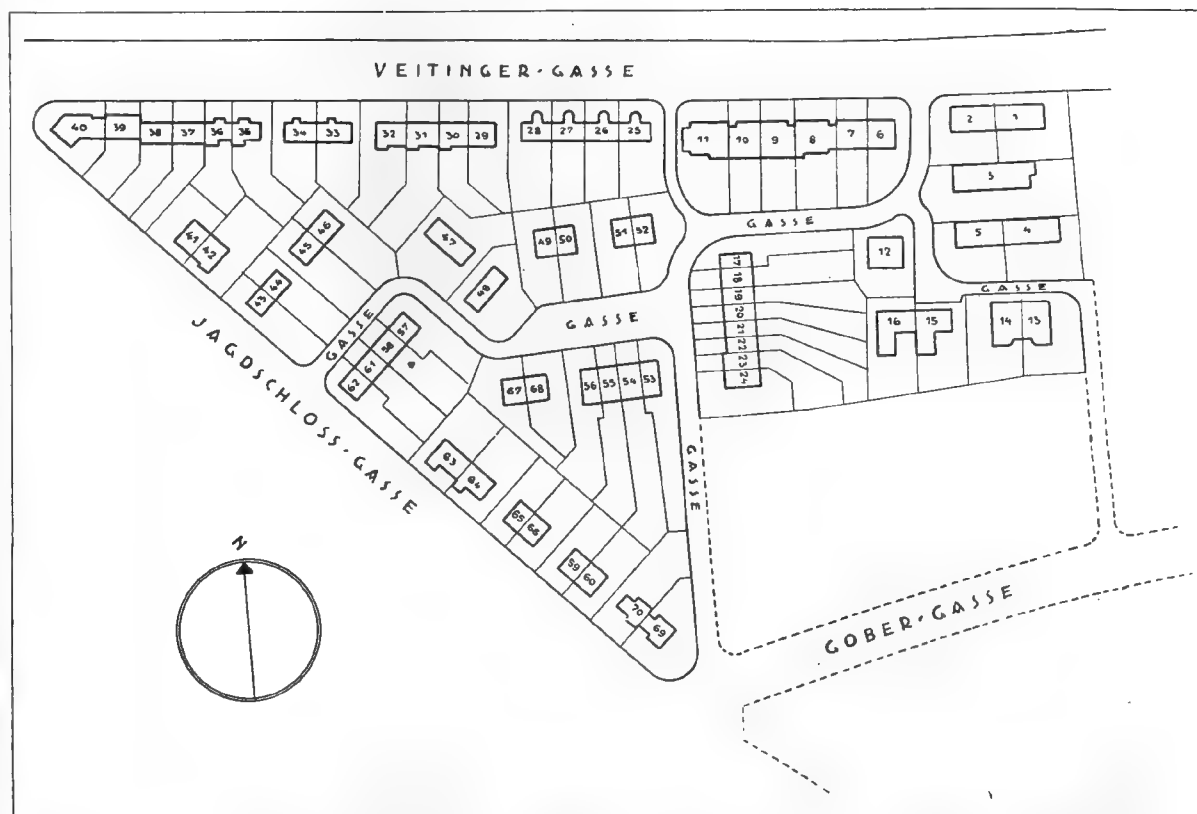 VEITINGER-GASSE
40 39 38 37 36 35 34 33 32 31 30 29 28 27 26 25 11 10 9 8 7 6 2 1
3
41 42 45 46 47 49 50 51 52
GASSE
5 4
12
43 44 48
17 18 19 20 21 22 23 24
GASSE
GASSE
GASSE
16 15 14 13
62 61 58 57
67 68 56 55 54 53
JAGDSCHLOSS-GASSE
63 64
GASSE
65 66
59 60
70 69
N
GOBER-GASSE